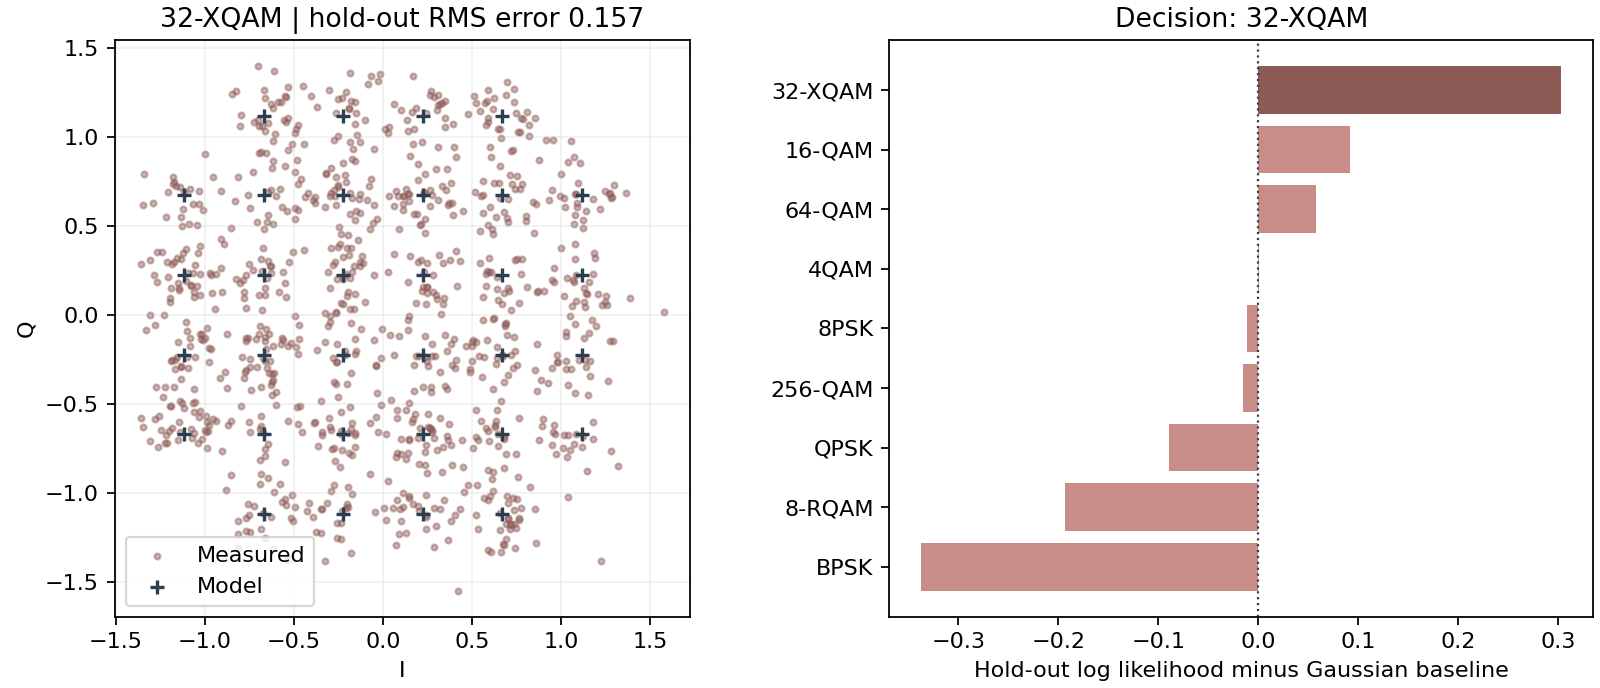 32-XQAM | hold-out RMS error 0.157
1.5
1.0
0.5
0.0
−0.5
−1.0
−1.5
Q
Measured
Model
−1.5
−1.0
−0.5
0.0
0.5
1.0
1.5
I
Decision: 32-XQAM
32-XQAM
16-QAM
64-QAM
4QAM
8PSK
256-QAM
QPSK
8-RQAM
BPSK
−0.3
−0.2
−0.1
0.0
0.1
0.2
0.3
Hold-out log likelihood minus Gaussian baseline